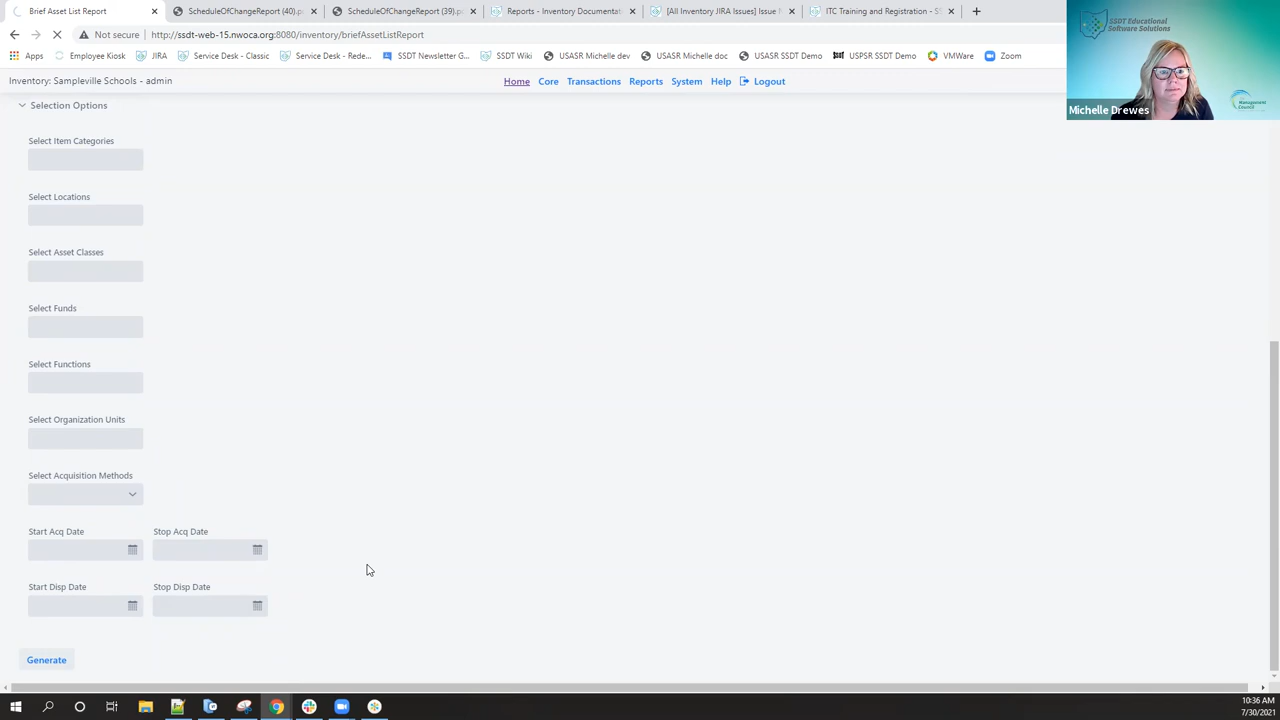 Brief Asset List Report
ScheduleOfChangeReport (40).p
ScheduleOfChangeReport (39).p
Reports - Inventory Documentat
[All Inventory JIRA Issues] Issue N
ITC Training and Registration - SS
Not secure
http://ssdt-web-15.nwoca.org:8080/inventory/briefAssetListReport
Apps
Employee Kiosk
JIRA
Service Desk - Classic
Service Desk - Rede...
SSDT Newsletter G...
SSDT Wiki
USASR Michelle dev
USASR Michelle doc
USASR SSDT Demo
USPSR SSDT Demo
VMWare
Zoom
Inventory: Sampleville Schools - admin
Home
Core
Transactions
Reports
System
Help
Logout
SSDT Educational
Software Solutions
Management
Council
Michelle Drewes
Selection Options
Select Item Categories
Select Locations
Select Asset Classes
Select Funds
Select Functions
Select Organization Units
Select Acquisition Methods
Start Acq Date
Stop Acq Date
Start Disp Date
Stop Disp Date
Generate
10:36 AM
7/30/2021